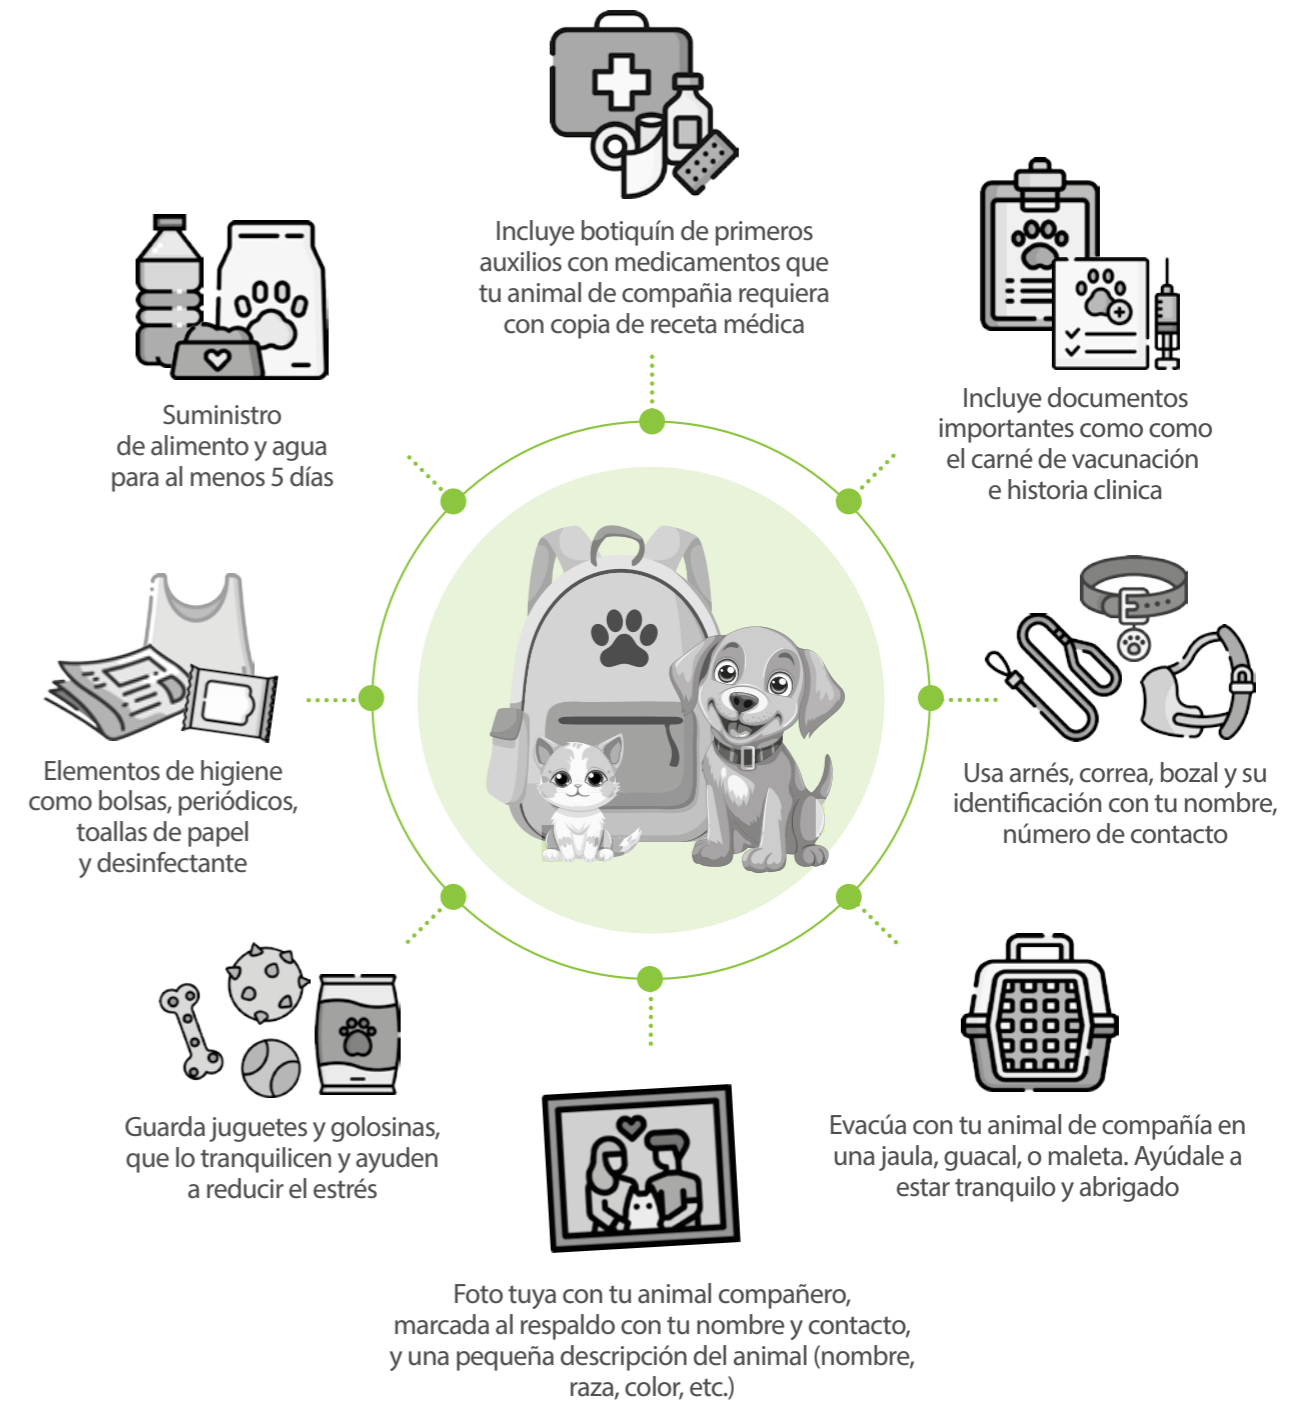 Incluye botiquín de primeros
auxilios con medicamentos que
tu animal de compañia requiera
con copia de receta médica
Incluye documentos
importantes como como
el carné de vacunación
e historia clinica
Usa arnés, correa, bozal y su
identificación con tu nombre,
número de contacto
Evacúa con tu animal de compañía en
una jaula, guacal, o maleta. Ayúdale a
estar tranquilo y abrigado
Foto tuya con tu animal compañero,
marcada al respaldo con tu nombre y contacto,
y una pequeña descripción del animal (nombre,
raza, color, etc.)
Guarda juguetes y golosinas,
que lo tranquilicen y ayuden
a reducir el estrés
Elementos de higiene
como bolsas, periódicos,
toallas de papel
y desinfectante
Suministro
de alimento y agua
para al menos 5 días